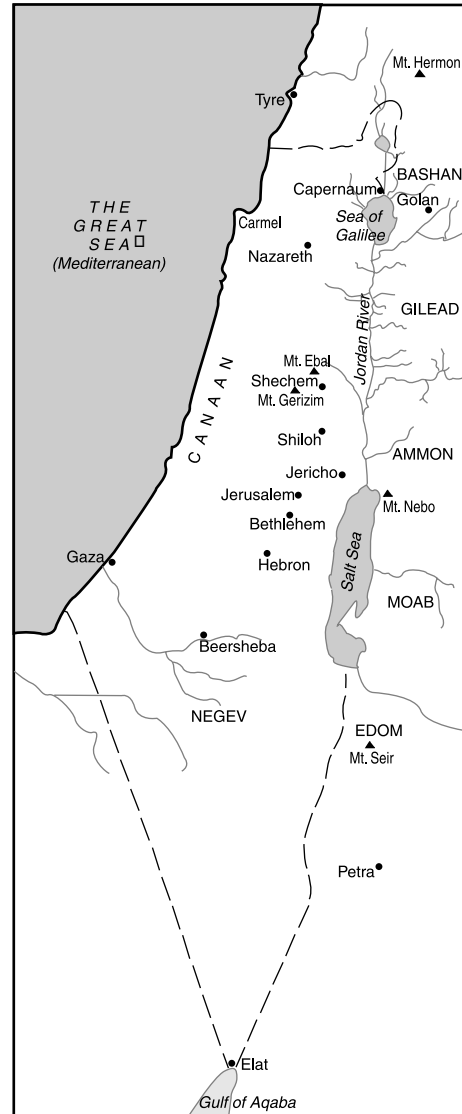 Mt. Hermon
Tyre
BASHAN
Capernaum
Golan
THE
GREAT
SEA
(Mediterranean)
Carmel
Sea of
Galilee
Nazareth
Jordan River
GILEAD
Mt. Ebal
CANAAN
Shechem
Mt. Gerizim
Shiloh
AMMON
Jericho
Jerusalem
Mt. Nebo
Bethlehem
Salt Sea
Gaza
Hebron
MOAB
Beersheba
NEGEV
EDOM
Mt. Seir
Petra
Elat
Gulf of Aqaba